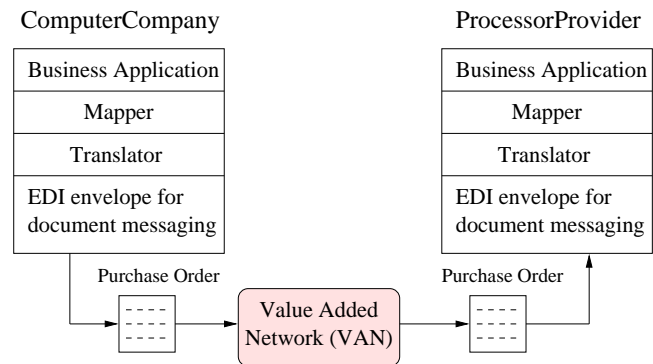 ComputerCompany
ProcessorProvider
Business Application
Mapper
Translator
EDI envelope for
document messaging
Business Application
Mapper
Translator
EDI envelope for
document messaging
Purchase Order
Value Added
Network (VAN)
Purchase Order